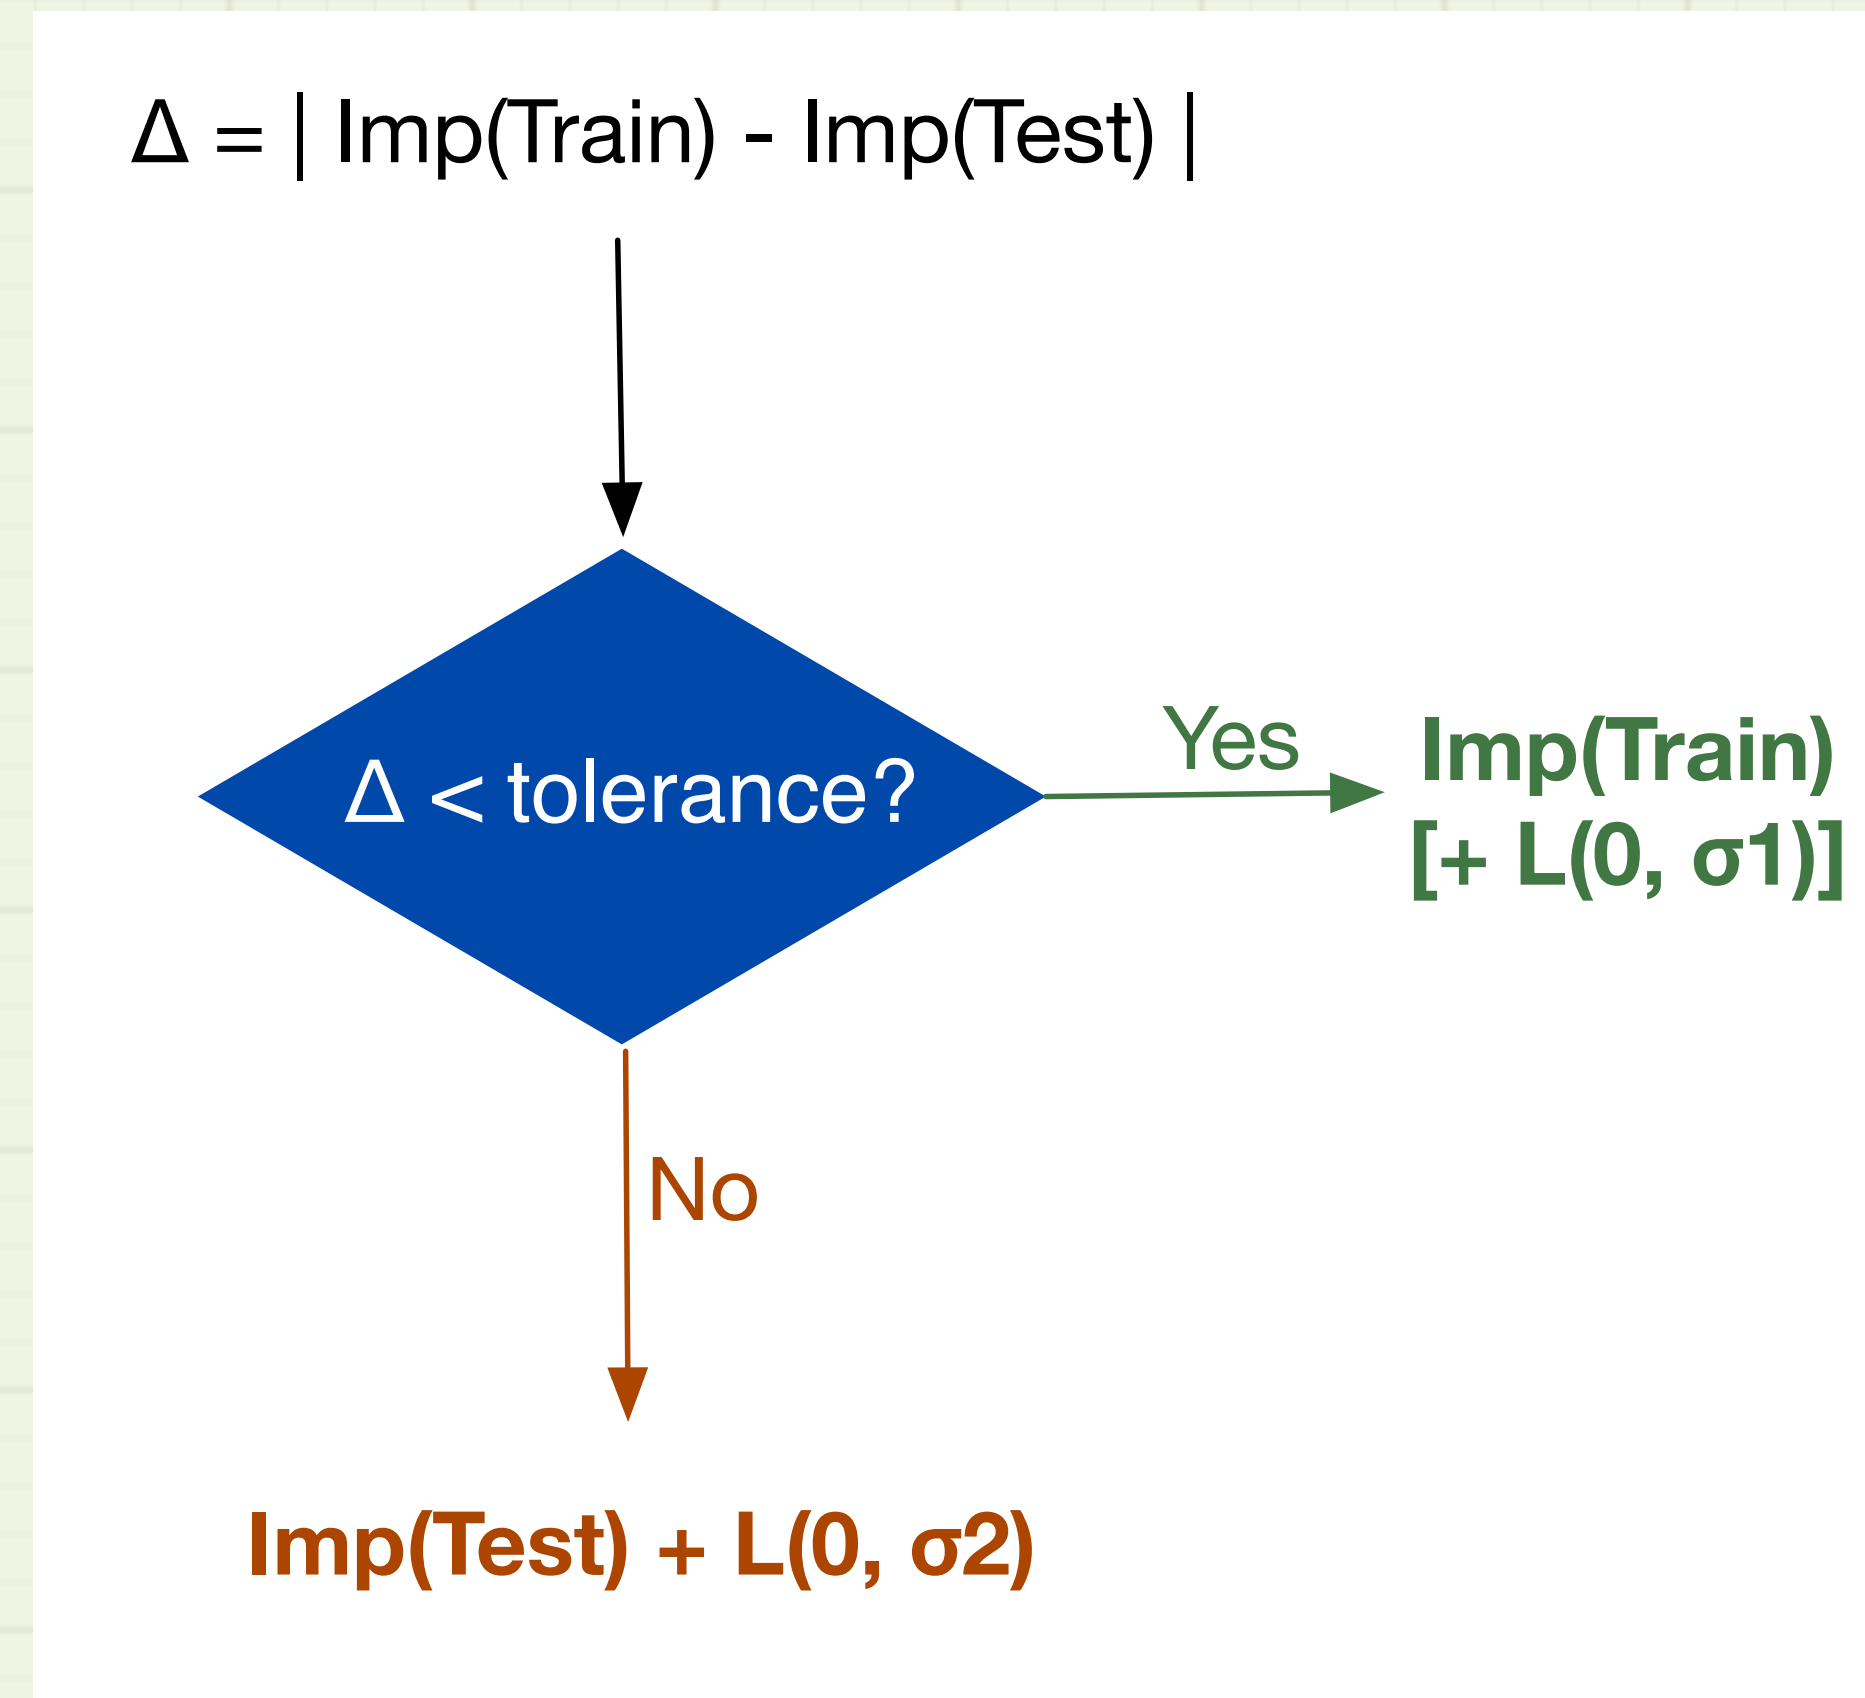 Δ = | Imp(Train) - Imp(Test) |
Δ < tolerance?
Yes
Imp(Train)
[+ L(0, σ1)]
No
Imp(Test) + L(0, σ2)